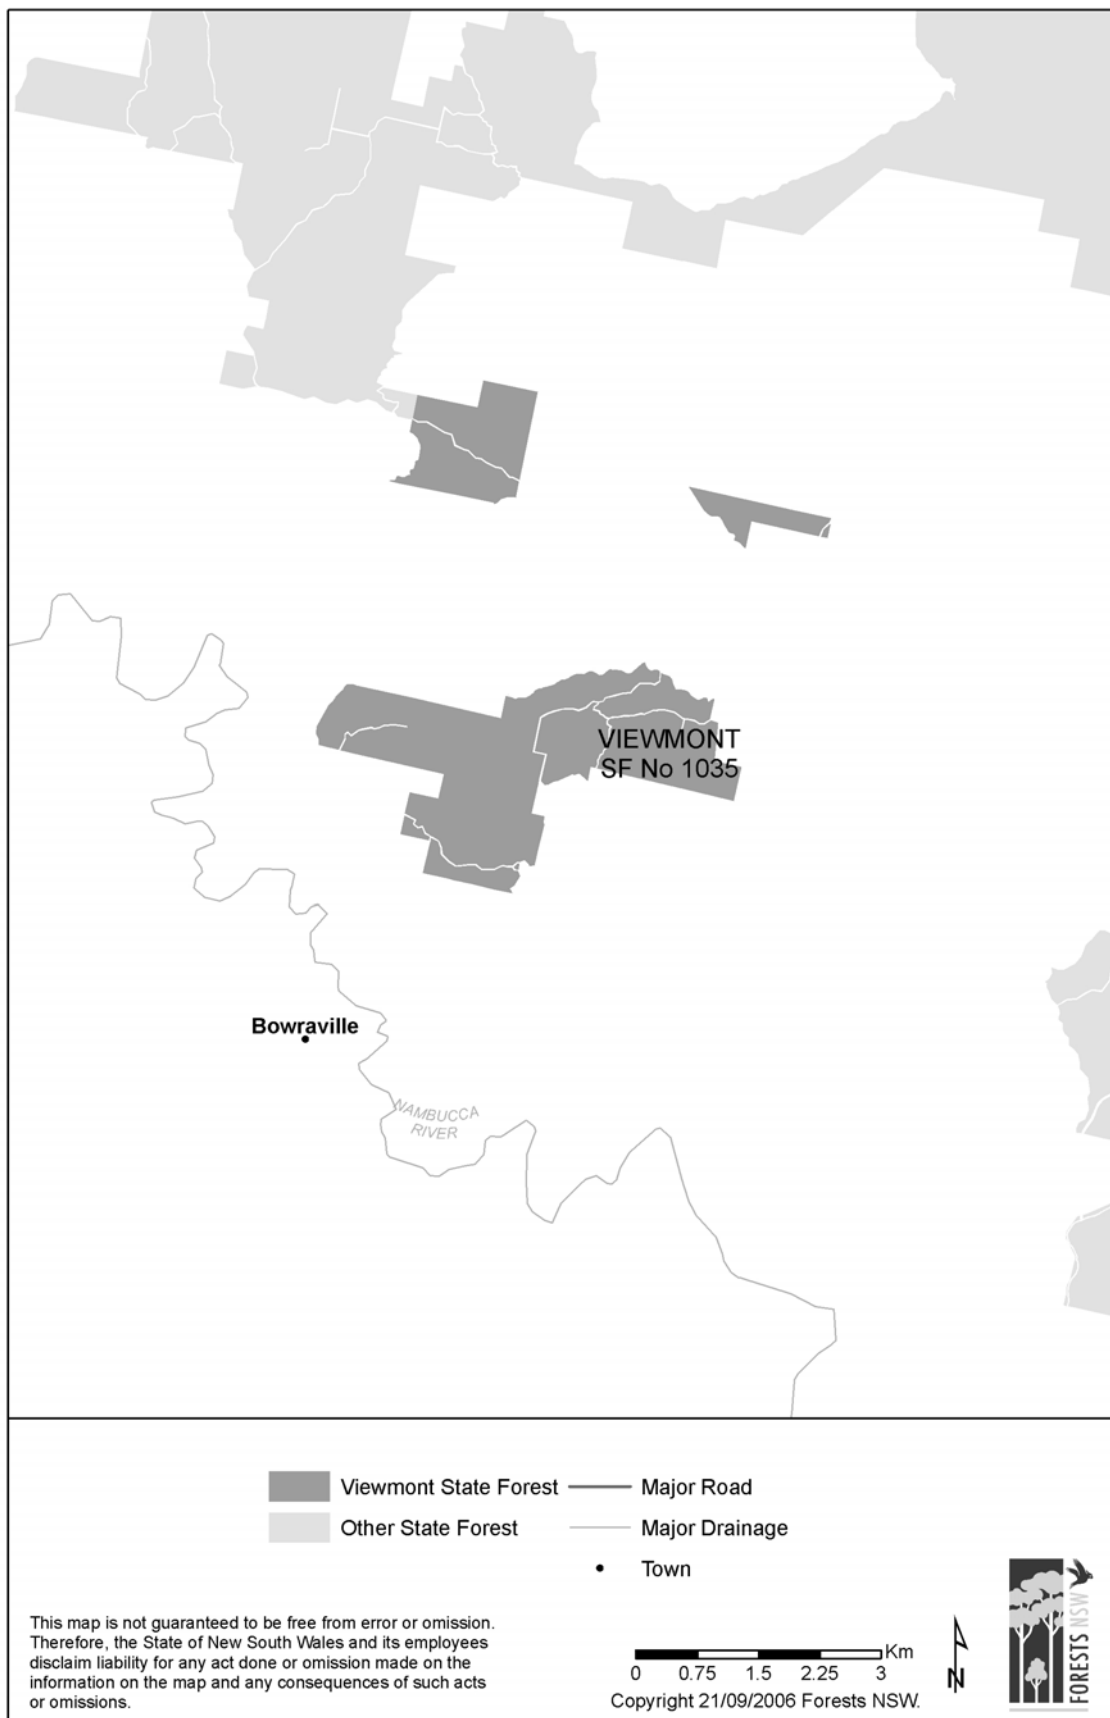 VIEWMONT
SF No 1035
Bowraville
NAMBUCCA
RIVER
Viewmont State Forest
Major Road
Other State Forest
Major Drainage
Town
This map is not guaranteed to be free from error or omission.
Therefore, the State of New South Wales and its employees
disclaim liability for any act done or omission made on the
information on the map and any consequences of such acts
or omissions.
Km
0 0.75 1.5 2.25 3
Copyright 21/09/2006 Forests NSW.
N
FORESTS NSW